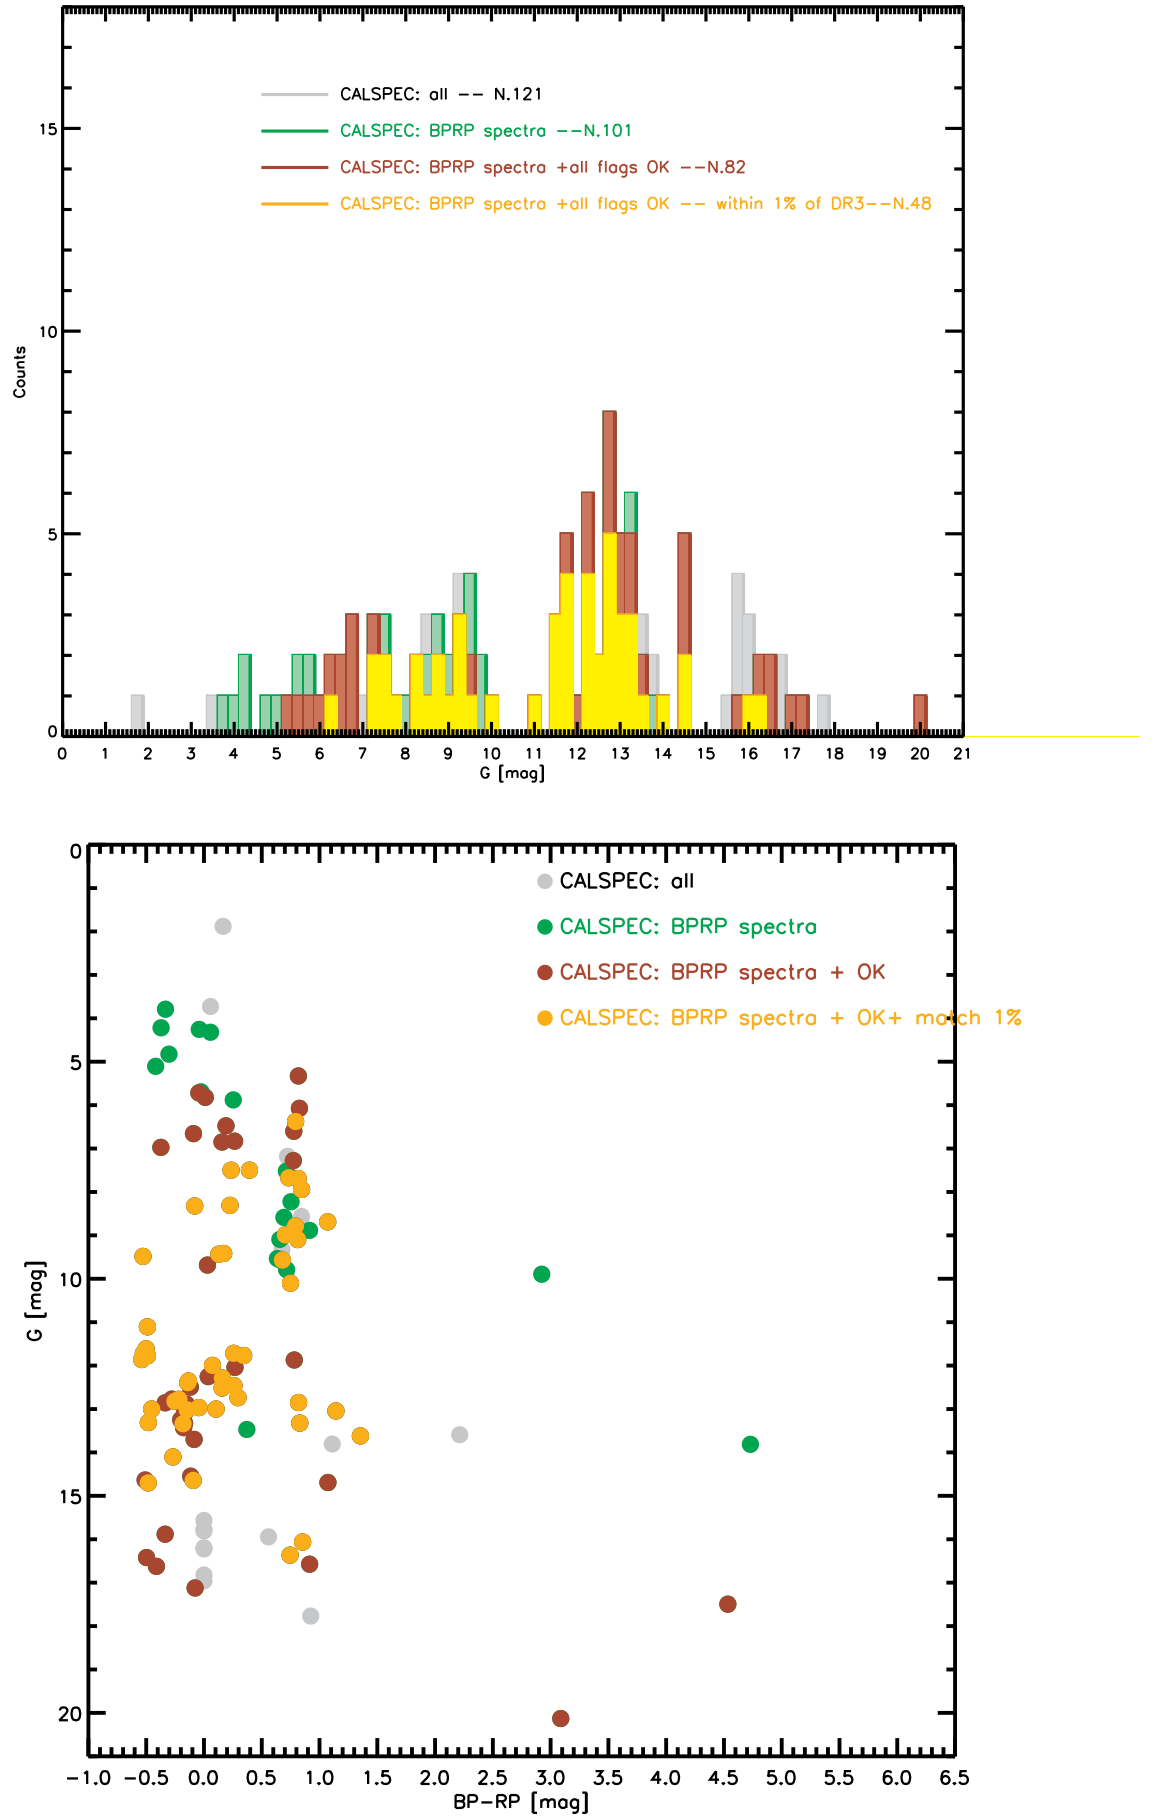 CALSPEC: all -- N.121
CALSPEC: BPRP spectra --N.101
CALSPEC: BPRP spectra +all flags OK --N.82
CALSPEC: BPRP spectra +all flags OK -- within 1% of DR3--N.48
15
10
5
0
Counts
0 1 2 3 4 5 6 7 8 9 10 11 12 13 14 15 16 17 18 19 20 21
G [mag]
0
CALSPEC: all
CALSPEC: BPRP spectra
CALSPEC: BPRP spectra + OK
CALSPEC: BPRP spectra + OK+ match 1%
5
10
15
20
G [mag]
-1.0 -0.5 0.0 0.5 1.0 1.5 2.0 2.5 3.0 3.5 4.0 4.5 5.0 5.5 6.0 6.5
BP-RP [mag]